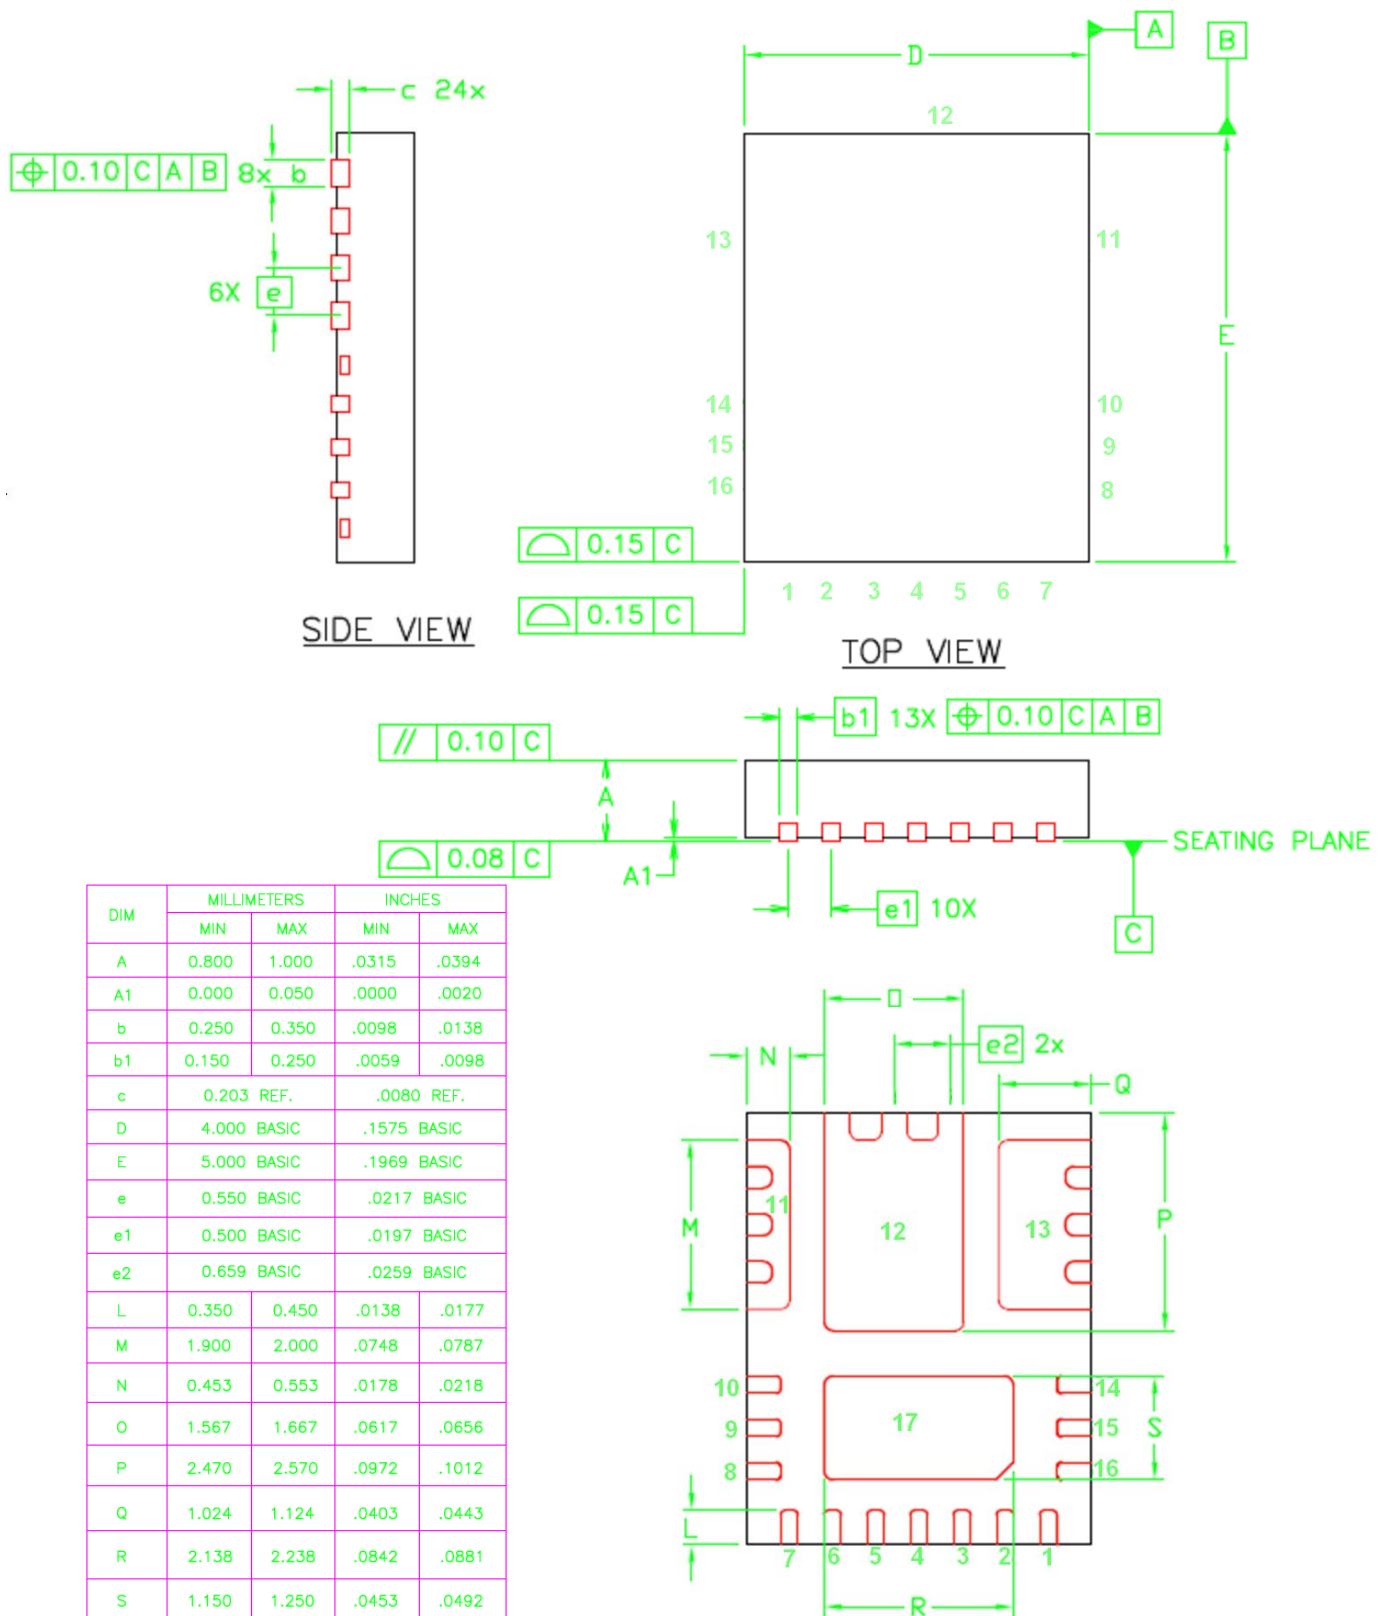 A
B
D
c 24x
12
0.10 C A B 8x b
13
11
6X e
E
14
10
15
9
16
8
0.15 C
1 2 3 4 5 6 7
0.15 C
SIDE VIEW
TOP VIEW
b1 13X 0.10 C A B
// 0.10 C
A
SEATING PLANE
0.08 C
A1
e1 10X
C
DIM MILLIMETERS INCHES
MIN MAX MIN MAX
A 0.800 1.000 .0315 .0394
A1 0.000 0.050 .0000 .0020
b 0.250 0.350 .0098 .0138
b1 0.150 0.250 .0059 .0098
c 0.203 REF. .0080 REF.
D 4.000 BASIC .1575 BASIC
E 5.000 BASIC .1969 BASIC
e 0.550 BASIC .0217 BASIC
e1 0.500 BASIC .0197 BASIC
e2 0.659 BASIC .0259 BASIC
L 0.350 0.450 .0138 .0177
M 1.900 2.000 .0748 .0787
N 0.453 0.553 .0178 .0218
O 1.567 1.667 .0617 .0656
P 2.470 2.570 .0972 .1012
Q 1.024 1.124 .0403 .0443
R 2.138 2.238 .0842 .0881
S 1.150 1.250 .0453 .0492
O
N
e2 2x
Q
11
M
12
13
P
10
14
17
9
15
S
8
16
L
7 6 5 4 3 2 1
R